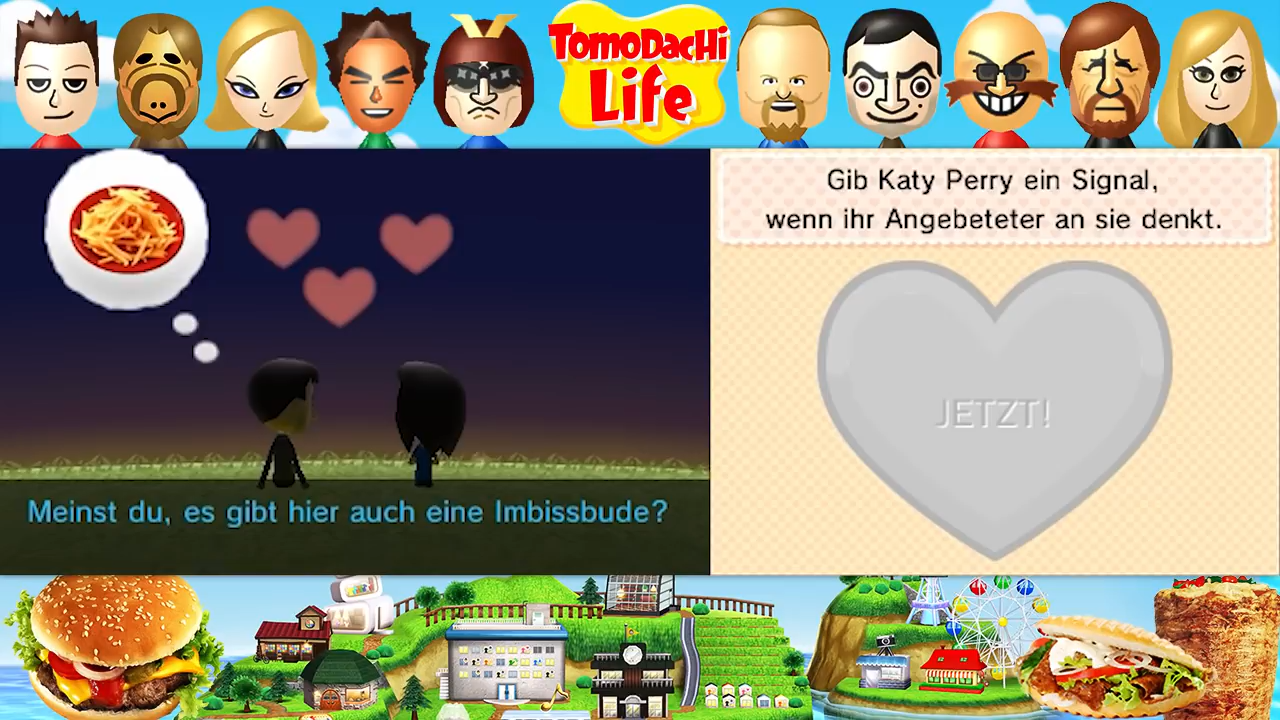 TomoDacHi
Life
Gib Katy Perry ein Signal,
wenn ihr Angebeteter an sie denkt.
JETZT!
Meinst du, es gibt hier auch eine Imbissbude?